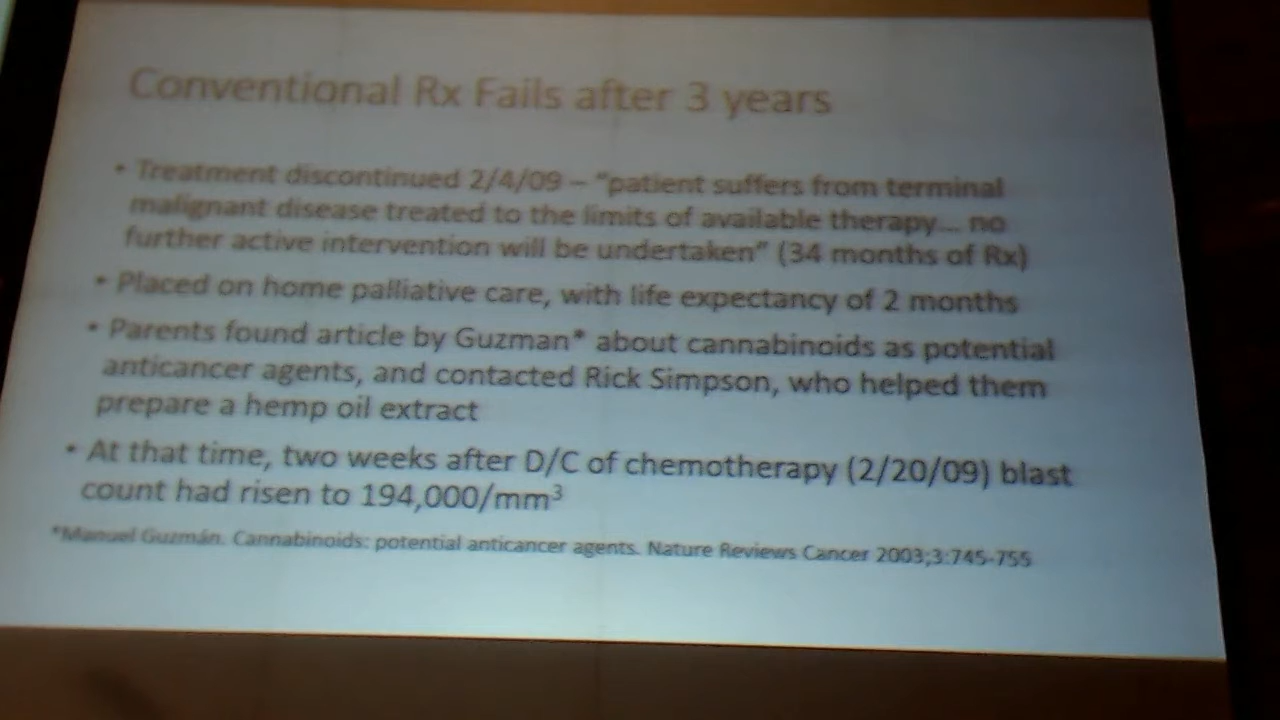 Conventional Rx Fails after 3 years
• Treatment discontinued 2/4/09 – “patient suffers from terminal
malignant disease treated to the limits of available therapy... no
further active intervention will be undertaken” (34 months of Rx)
• Placed on home palliative care, with life expectancy of 2 months
• Parents found article by Guzman* about cannabinoids as potential
anticancer agents, and contacted Rick Simpson, who helped them
prepare a hemp oil extract
• At that time, two weeks after D/C of chemotherapy (2/20/09) blast
count had risen to 194,000/mm³
*Manuel Guzmán. Cannabinoids: potential anticancer agents. Nature Reviews Cancer 2003;3:745-755